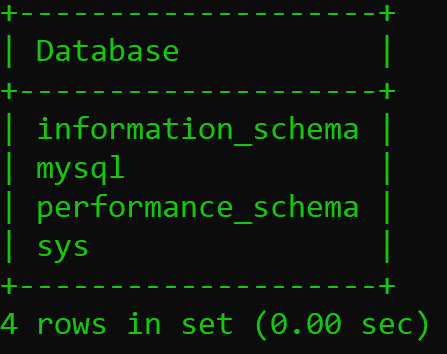 +--------------------+
| Database           |
+--------------------+
| information_schema |
| mysql              |
| performance_schema |
| sys                |
+--------------------+
4 rows in set (0.00 sec)